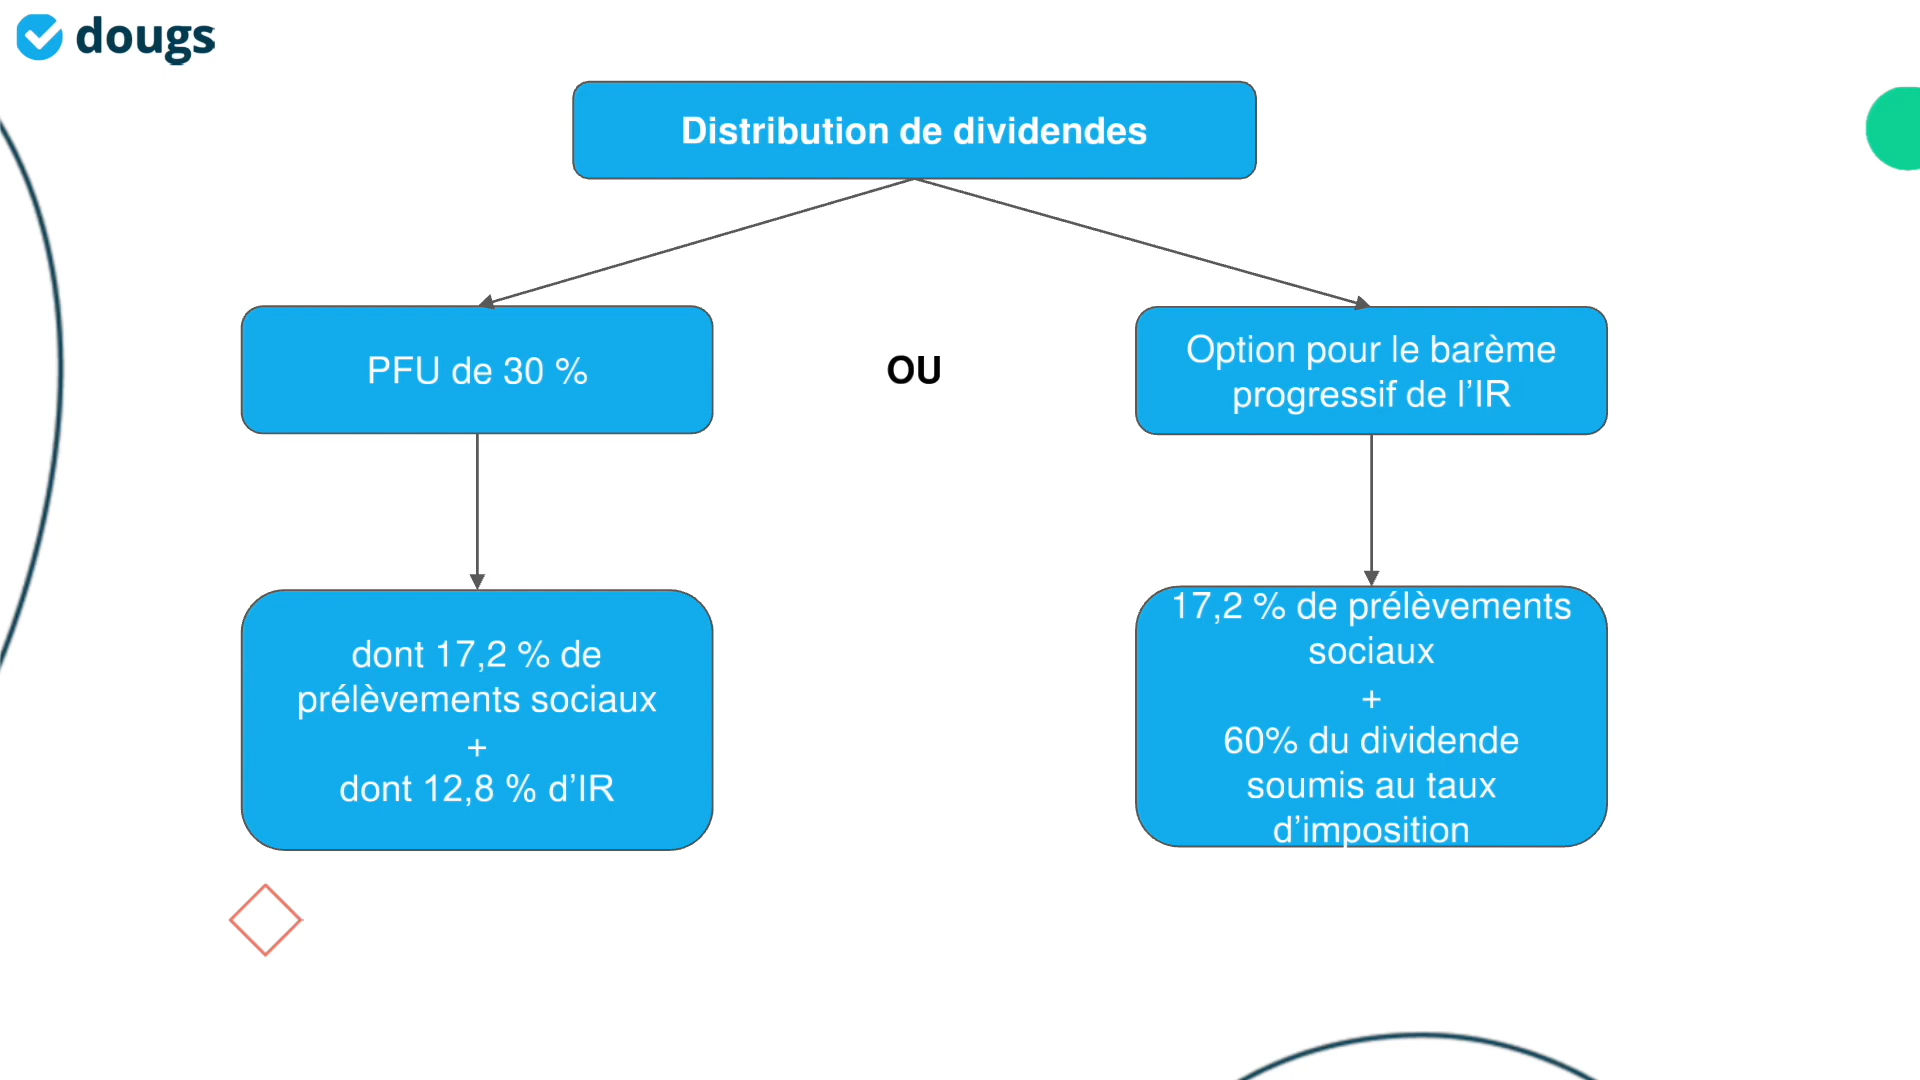 dougs
Distribution de dividendes
PFU de 30 %
OU
Option pour le barème
progressif de l’IR
dont 17,2 % de
prélèvements sociaux
+
dont 12,8 % d’IR
17,2 % de prélèvements
sociaux
+
60% du dividende
soumis au taux
d’imposition